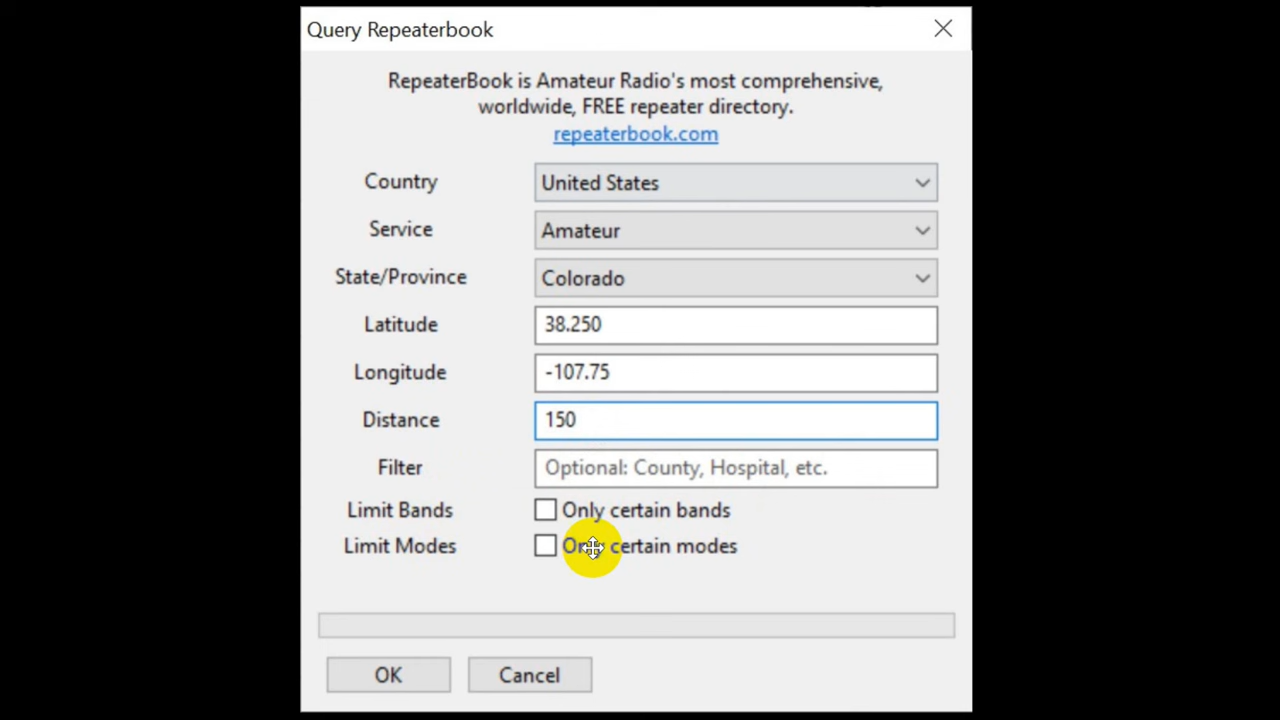 Query Repeaterbook
RepeaterBook is Amateur Radio's most comprehensive,
worldwide, FREE repeater directory.
repeaterbook.com
Country United States
Service Amateur
State/Province Colorado
Latitude 38.250
Longitude -107.75
Distance 150
Filter Optional: County, Hospital, etc.
Limit Bands Only certain bands
Limit Modes Only certain modes
OK Cancel